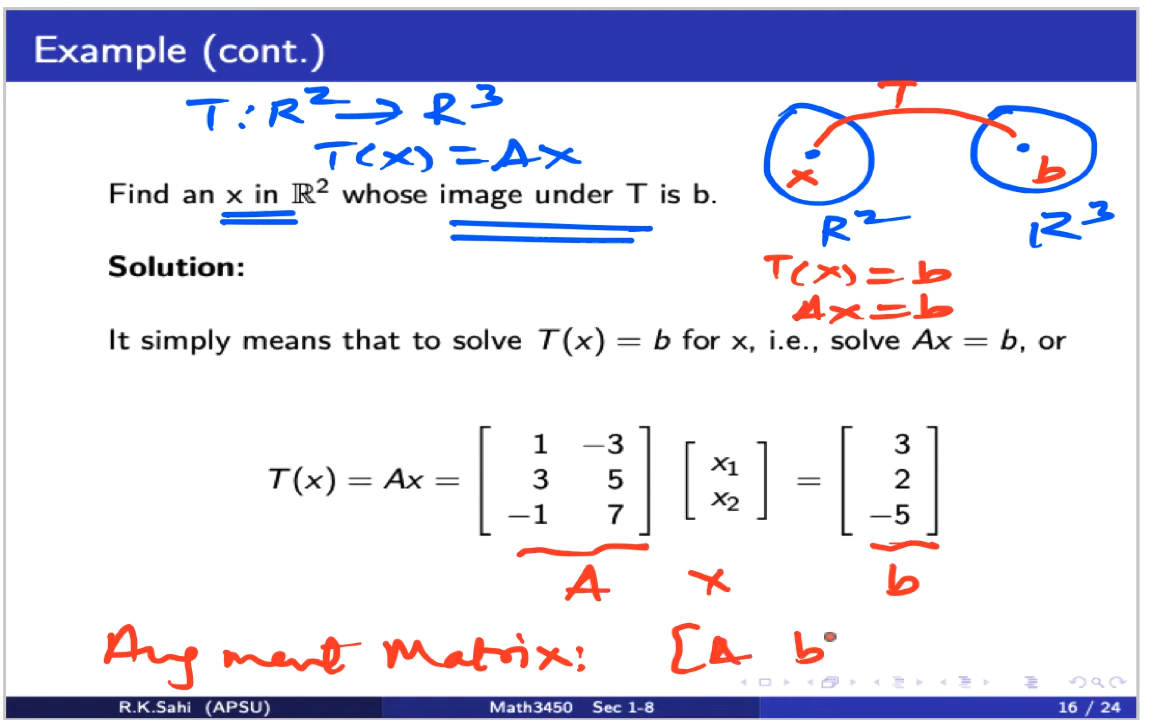 Example (cont.)
T: R² → R³
T
T(x) = Ax
x
b
Find an x in ℝ² whose image under T is b.
R²
R³
Solution:
T(x) = b
Ax = b
It simply means that to solve T(x) = b for x, i.e., solve Ax = b, or
T(x) = Ax = [ 1 −3 ; 3 5 ; −1 7 ] [ x₁ ; x₂ ] = [ 3 ; 2 ; −5 ]
A x b
Augment Matrix: [A b
R.K.Sahi (APSU) Math3450 Sec 1-8 16 / 24